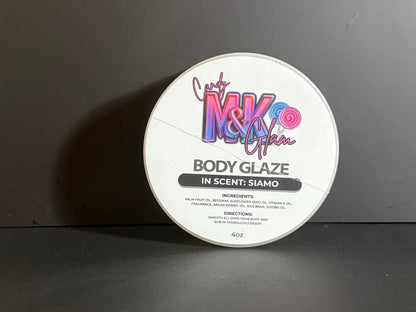 Candy
M&K
Glam
BODY GLAZE
IN SCENT: SIAMO
INGREDIENTS:
PALM FRUIT OIL, BEESWAX, SUNFLOWER SEED OIL, VITAMIN E OIL,
FRAGRANCE, ARGAN KERNEL OIL, RICE BRAN, JOJOBA OIL,
DIRECTIONS:
SMOOTH ALL OVER YOUR BODY AND
RUB IN THOROUGHLY.ENJOY!
4oz